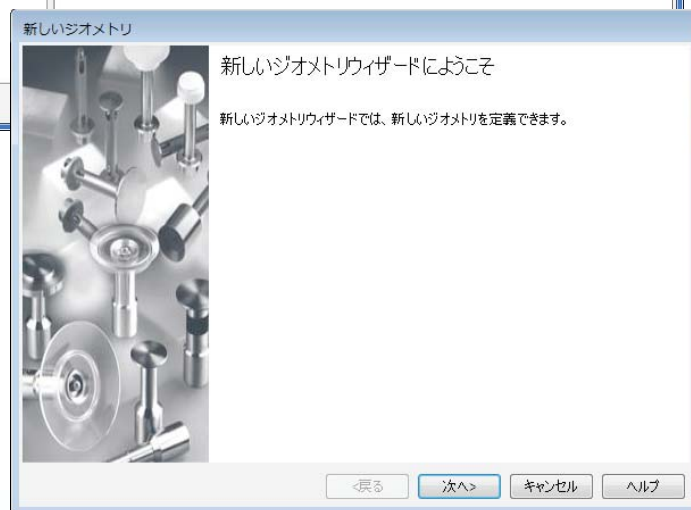 新しいジオメトリ
新しいジオメトリウィザードにようこそ
新しいジオメトリウィザードでは、新しいジオメトリを定義できます。
<戻る
次へ>
キャンセル
ヘルプ